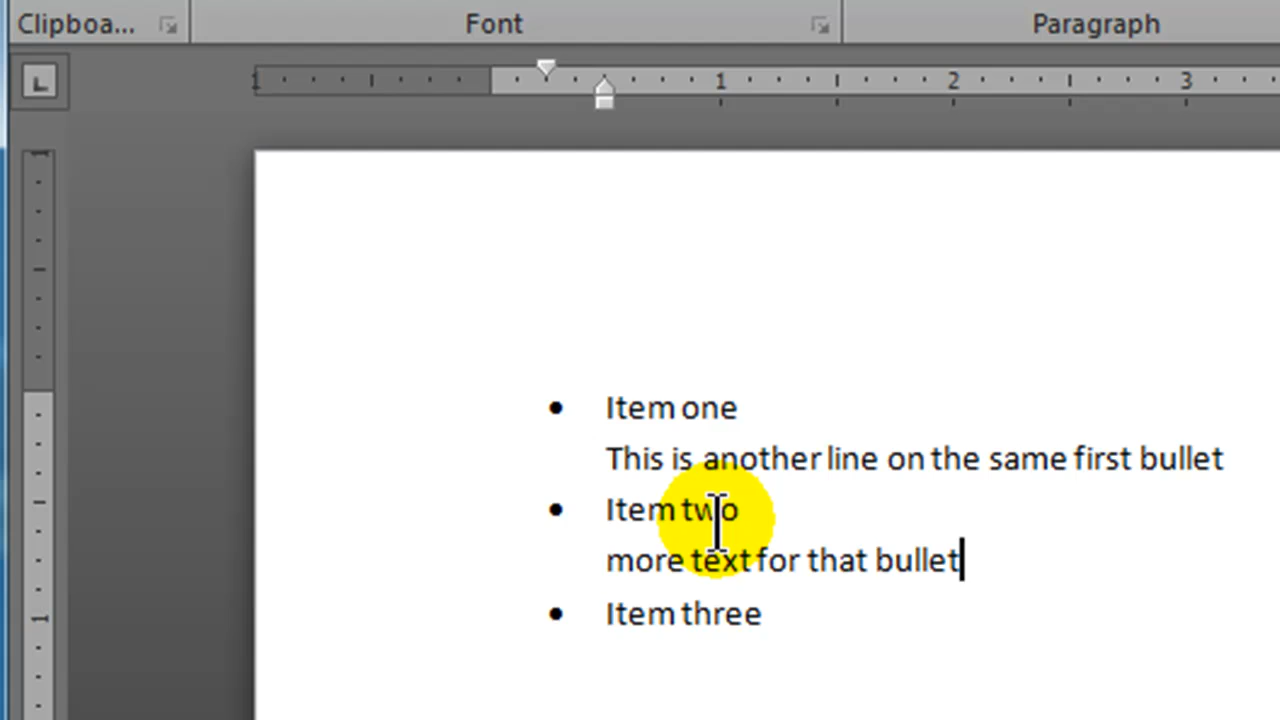 Clipboa... Font Paragraph
1 1 2 3
• Item one
This is another line on the same first bullet
• Item two
more text for that bullet
• Item three
1